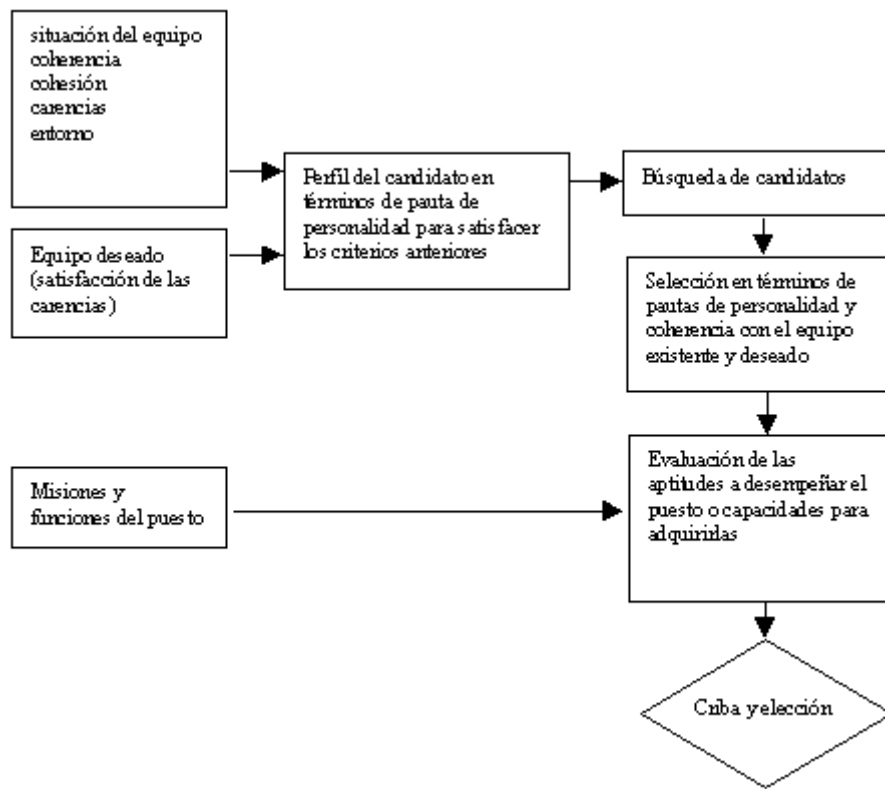 situación del equipo
coherencia
cohesión
carencias
entorno
Equipo deseado
(satisfacción de las
carencias)
Perfil del candidato en
términos de pauta de
personalidad para satisfacer
los criterios anteriores
Búsqueda de candidatos
Selección en términos de
pautas de personalidad y
coherencia con el equipo
existente y deseado
Misiones y
funciones del puesto
Evaluación de las
aptitudes a desempeñar el
puesto o capacidades para
adquirirlas
Criba y elección